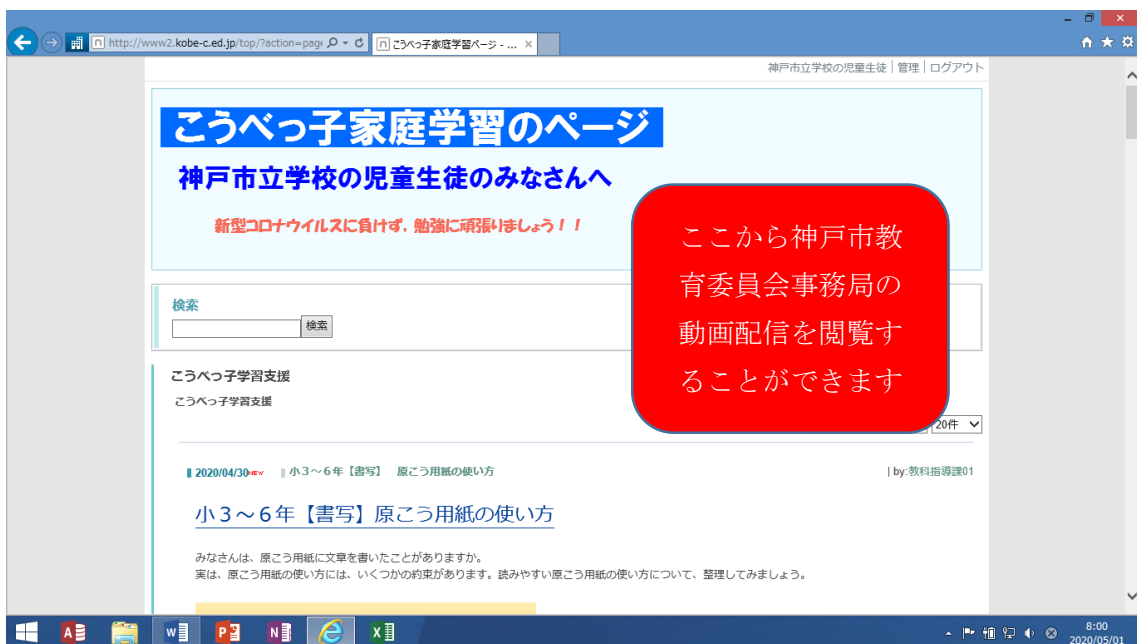 http://www2.kobe-c.ed.jp/top/?action=page
こうべっ子家庭学習ページ - ...
神戸市立学校の児童生徒｜管理｜ログアウト
こうべっ子家庭学習のページ
神戸市立学校の児童生徒のみなさんへ
新型コロナウイルスに負けず，勉強に頑張りましょう！！
ここから神戸市教
育委員会事務局の
動画配信を閲覧す
ることができます
検索
検索
こうべっ子学習支援
こうべっ子学習支援
20件
2020/04/30 NEW
小３～６年【書写】　原こう用紙の使い方
| by:教科指導課01
小３～６年【書写】原こう用紙の使い方
みなさんは、原こう用紙に文章を書いたことがありますか。
実は、原こう用紙の使い方には、いくつかの約束があります。読みやすい原こう用紙の使い方について、整理してみましょう。
8:00
2020/05/01